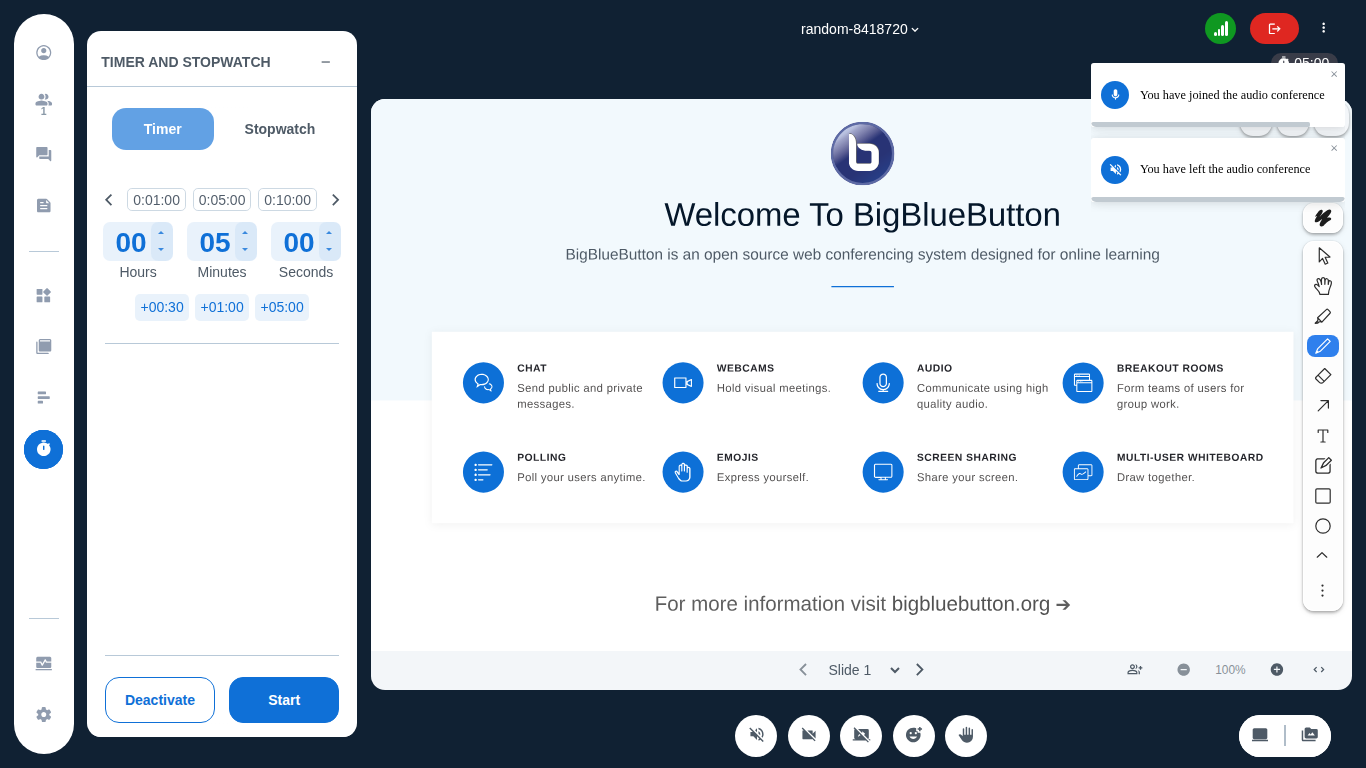 random-8418720
TIMER AND STOPWATCH
1
Timer
Stopwatch
0:01:00
0:05:00
0:10:00
00
05
00
Hours
Minutes
Seconds
+00:30
+01:00
+05:00
Deactivate
Start
05:00
You have joined the audio conference
You have left the audio conference
Welcome To BigBlueButton
BigBlueButton is an open source web conferencing system designed for online learning
CHAT
Send public and private
messages.
WEBCAMS
Hold visual meetings.
AUDIO
Communicate using high
quality audio.
BREAKOUT ROOMS
Form teams of users for
group work.
POLLING
Poll your users anytime.
EMOJIS
Express yourself.
SCREEN SHARING
Share your screen.
MULTI-USER WHITEBOARD
Draw together.
For more information visit bigbluebutton.org ➔
Slide 1
100%